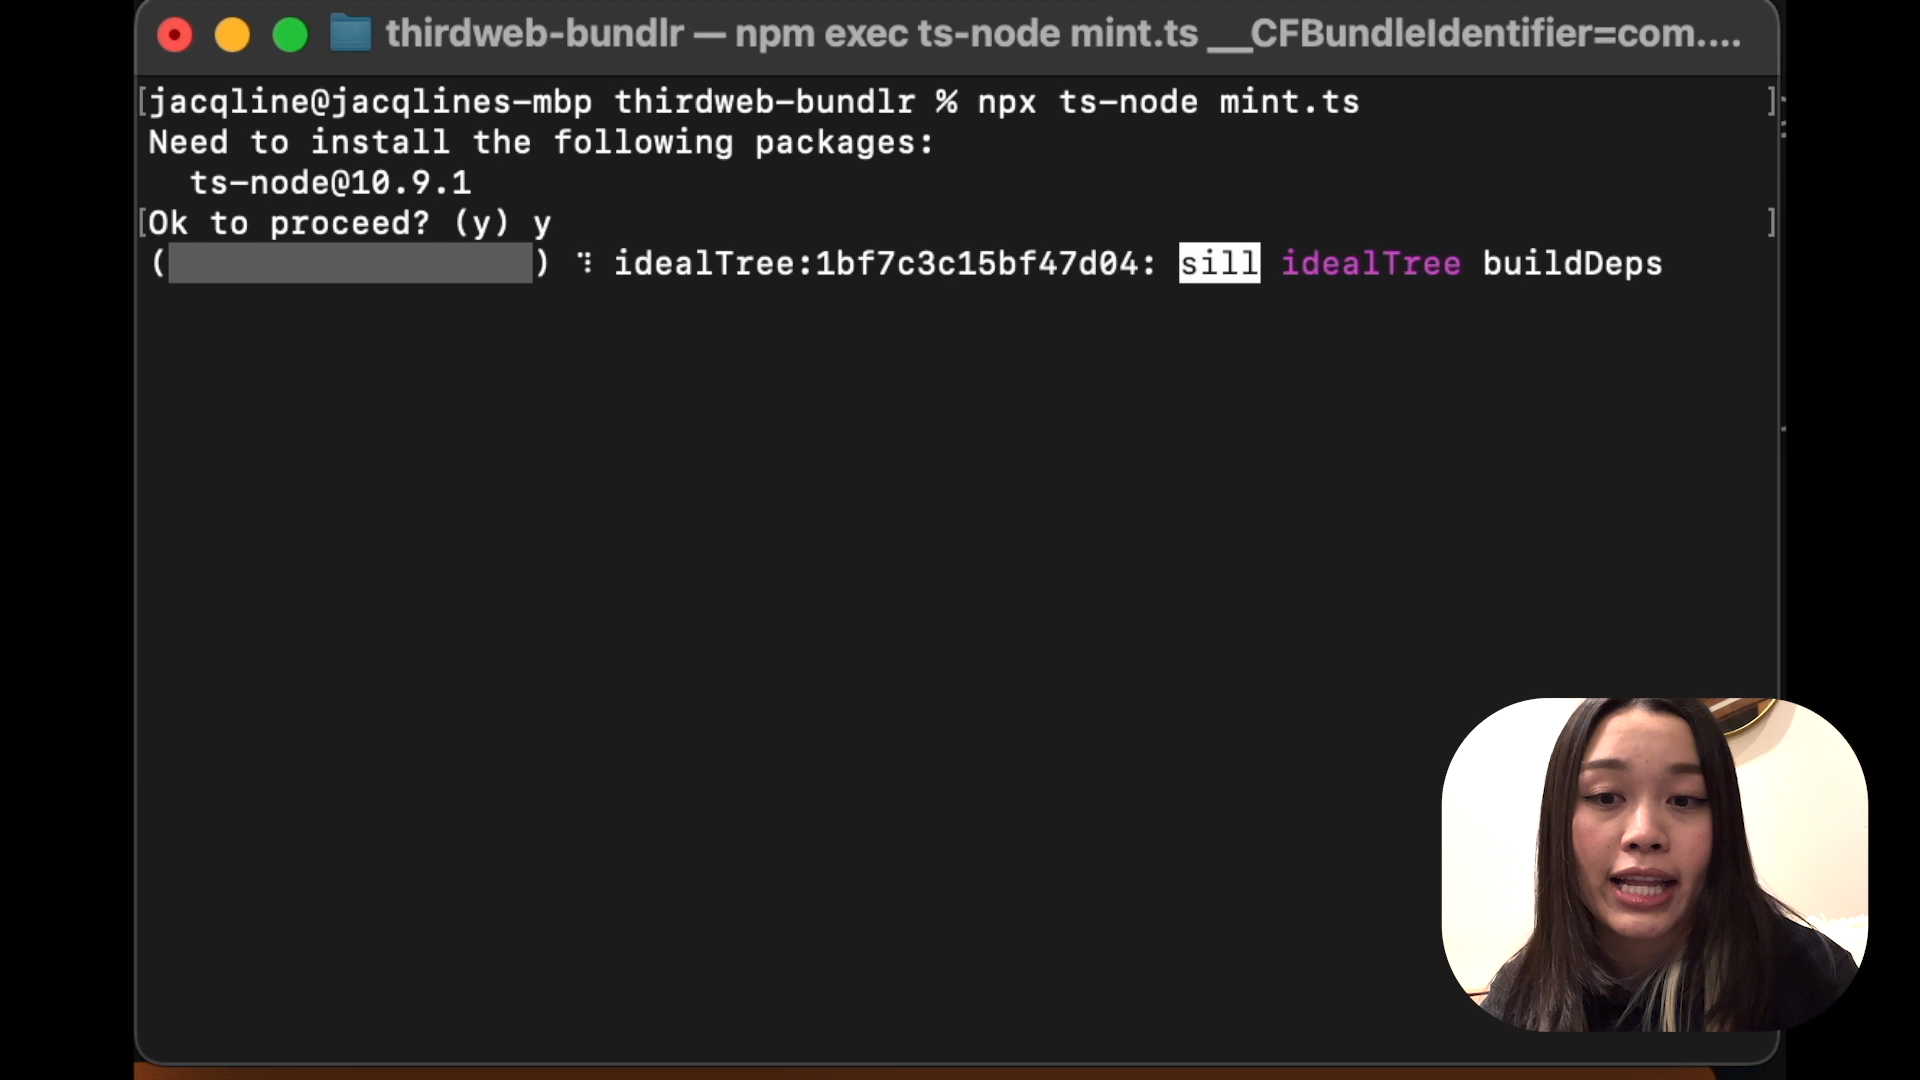 thirdweb-bundlr — npm exec ts-node mint.ts __CFBundleIdentifier=com....
[jacqline@jacqlines-mbp thirdweb-bundlr % npx ts-node mint.ts ]
Need to install the following packages:
ts-node@10.9.1
[Ok to proceed? (y) y ]
( ) ⠹ idealTree:1bf7c3c15bf47d04: sill idealTree buildDeps